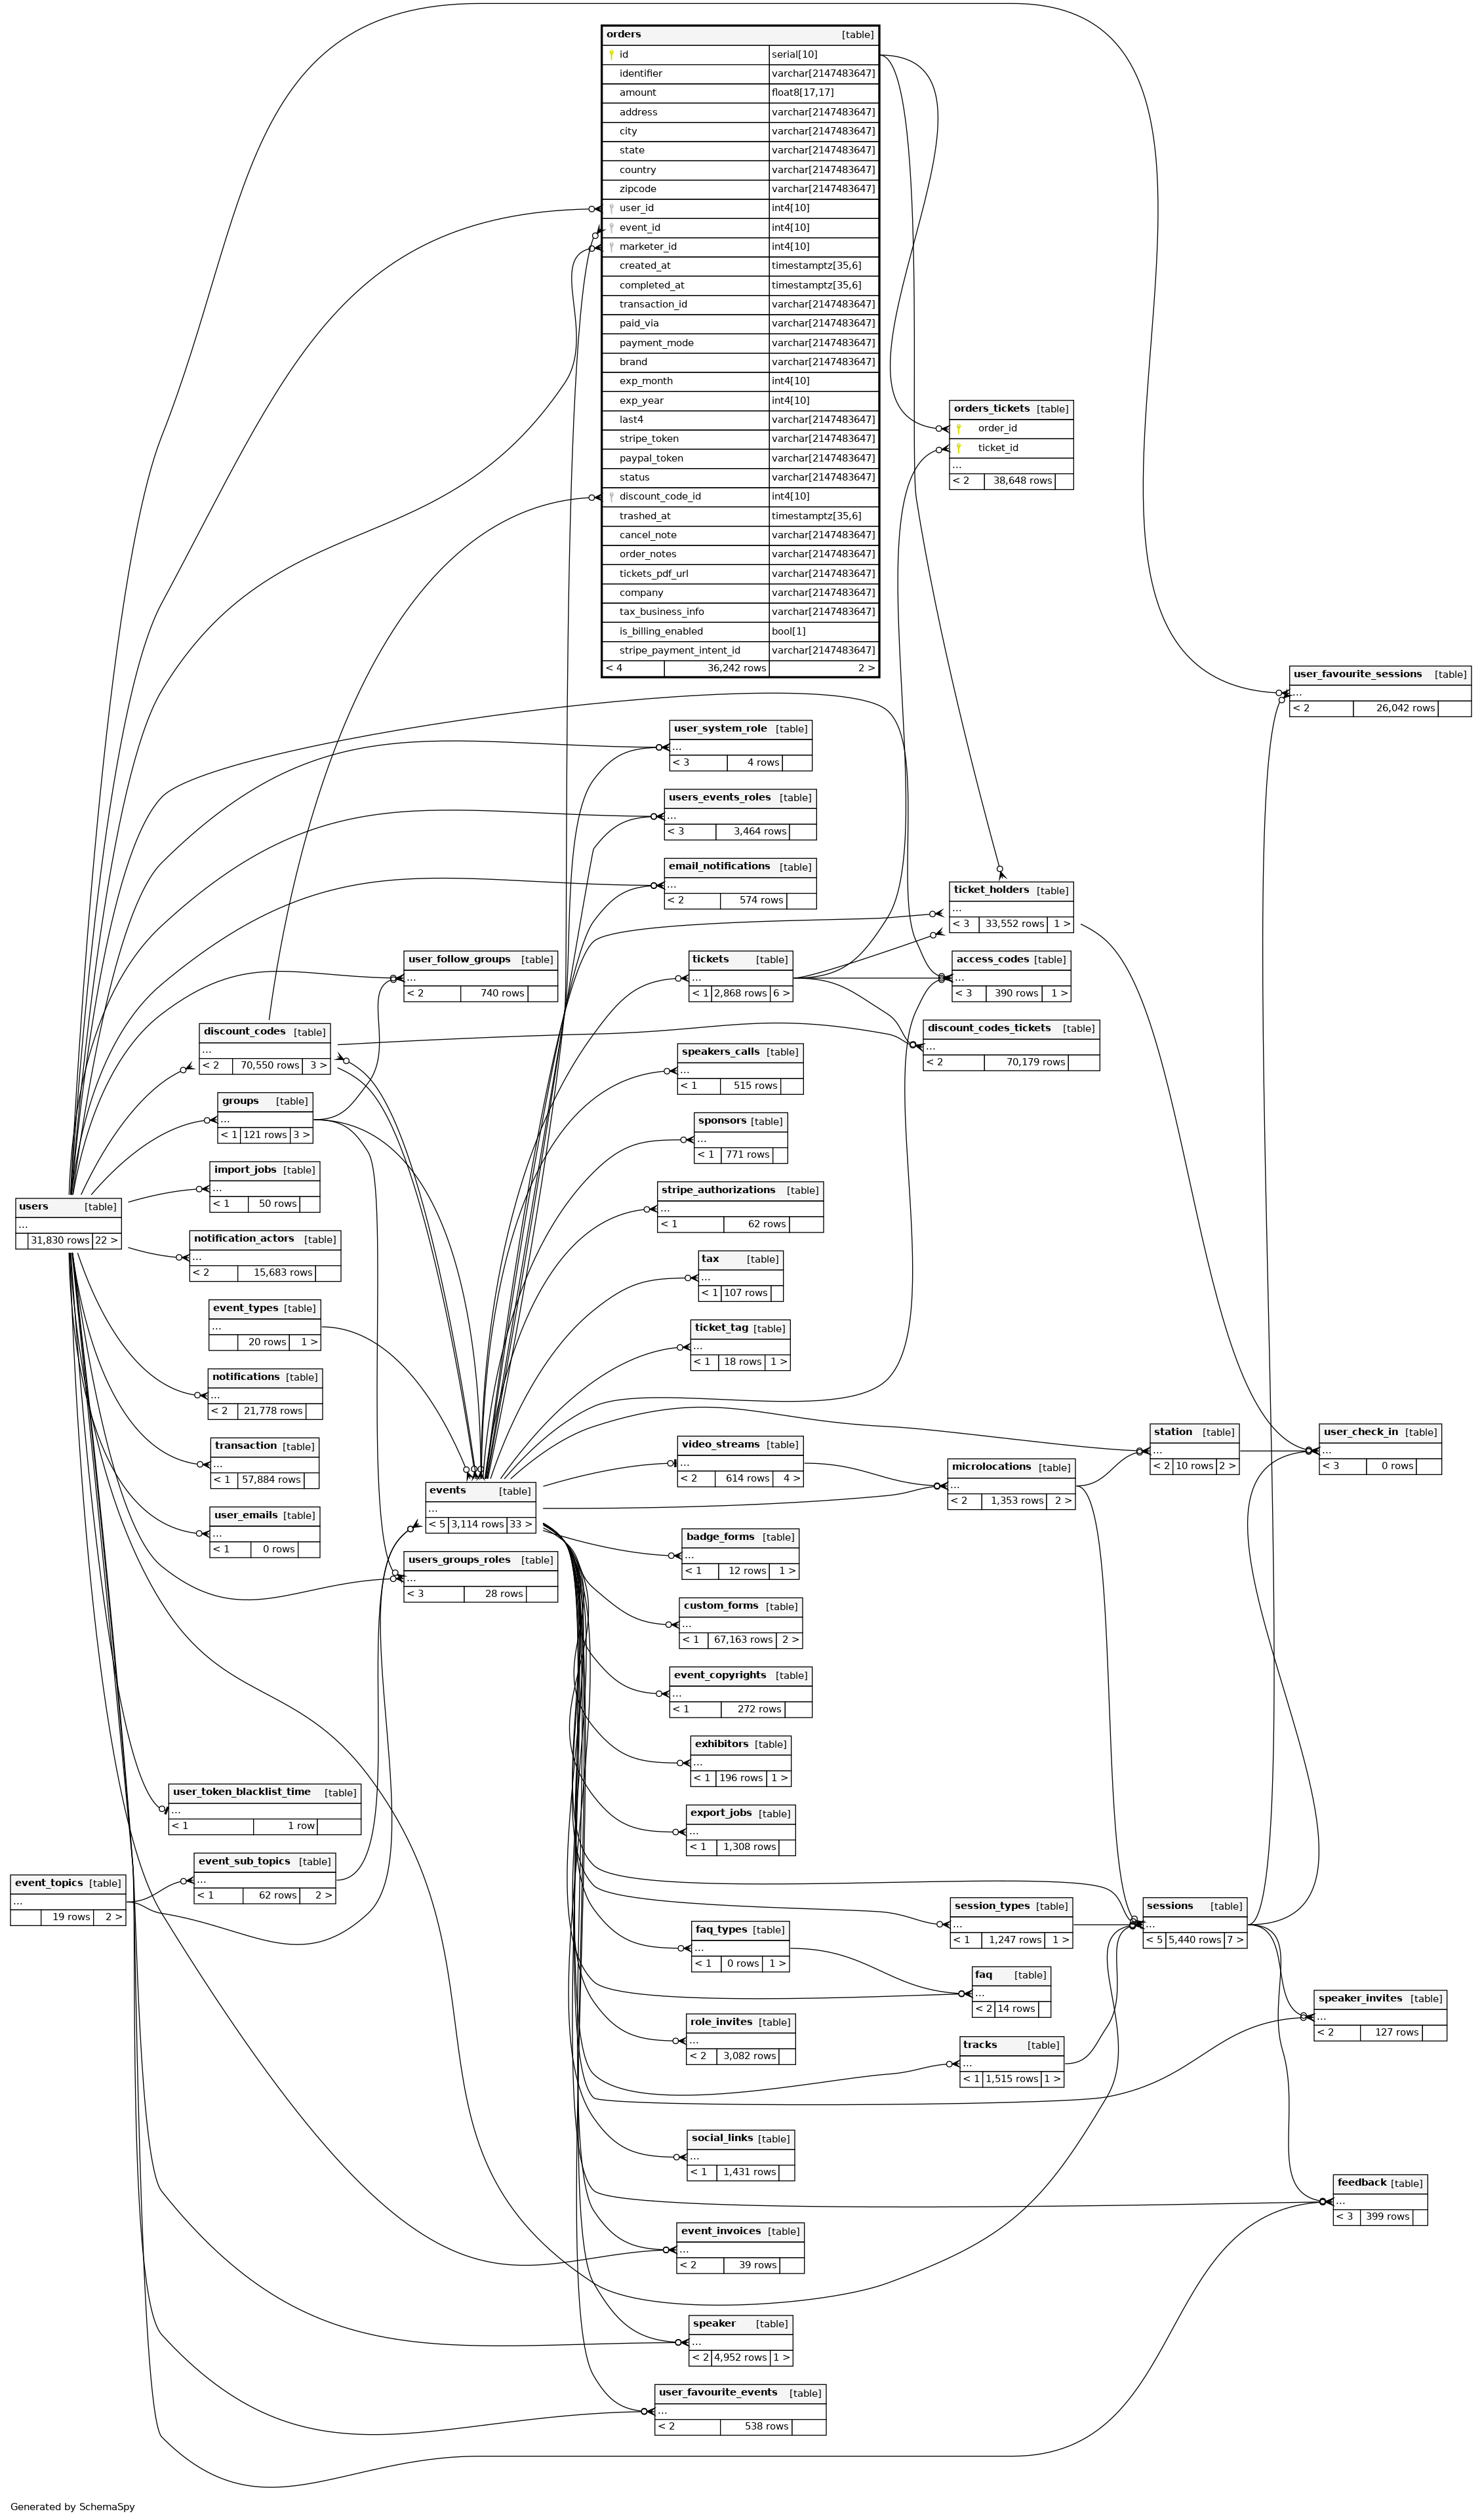 orders [table]
id serial[10]
identifier varchar[2147483647]
amount float8[17,17]
address varchar[2147483647]
city varchar[2147483647]
state varchar[2147483647]
country varchar[2147483647]
zipcode varchar[2147483647]
user_id int4[10]
event_id int4[10]
marketer_id int4[10]
created_at timestamptz[35,6]
completed_at timestamptz[35,6]
transaction_id varchar[2147483647]
paid_via varchar[2147483647]
payment_mode varchar[2147483647]
brand varchar[2147483647]
exp_month int4[10]
exp_year int4[10]
last4 varchar[2147483647]
stripe_token varchar[2147483647]
paypal_token varchar[2147483647]
status varchar[2147483647]
discount_code_id int4[10]
trashed_at timestamptz[35,6]
cancel_note varchar[2147483647]
order_notes varchar[2147483647]
tickets_pdf_url varchar[2147483647]
company varchar[2147483647]
tax_business_info varchar[2147483647]
is_billing_enabled bool[1]
stripe_payment_intent_id varchar[2147483647]
< 4 36,242 rows 2 >
orders_tickets [table]
order_id
ticket_id
...
< 2 38,648 rows
user_favourite_sessions [table]
...
< 2 26,042 rows
user_system_role [table]
...
< 3 4 rows
users_events_roles [table]
...
< 3 3,464 rows
email_notifications [table]
...
< 2 574 rows
ticket_holders [table]
...
< 3 33,552 rows 1 >
user_follow_groups [table]
...
< 2 740 rows
tickets [table]
...
< 1 2,868 rows 6 >
access_codes [table]
...
< 3 390 rows 1 >
discount_codes [table]
...
< 2 70,550 rows 3 >
discount_codes_tickets [table]
...
< 2 70,179 rows
speakers_calls [table]
...
< 1 515 rows
groups [table]
...
< 1 121 rows 3 >
sponsors [table]
...
< 1 771 rows
import_jobs [table]
...
< 1 50 rows
stripe_authorizations [table]
...
< 1 62 rows
users [table]
...
31,830 rows 22 >
notification_actors [table]
...
< 2 15,683 rows
tax [table]
...
< 1 107 rows
event_types [table]
...
20 rows 1 >
ticket_tag [table]
...
< 1 18 rows 1 >
notifications [table]
...
< 2 21,778 rows
station [table]
...
< 2 10 rows 2 >
user_check_in [table]
...
< 3 0 rows
transaction [table]
...
< 1 57,884 rows
video_streams [table]
...
< 2 614 rows 4 >
microlocations [table]
...
< 2 1,353 rows 2 >
events [table]
...
< 5 3,114 rows 33 >
user_emails [table]
...
< 1 0 rows
badge_forms [table]
...
< 1 12 rows 1 >
users_groups_roles [table]
...
< 3 28 rows
custom_forms [table]
...
< 1 67,163 rows 2 >
event_copyrights [table]
...
< 1 272 rows
exhibitors [table]
...
< 1 196 rows 1 >
user_token_blacklist_time [table]
...
< 1 1 row
export_jobs [table]
...
< 1 1,308 rows
event_sub_topics [table]
...
< 1 62 rows 2 >
event_topics [table]
...
19 rows 2 >
session_types [table]
...
< 1 1,247 rows 1 >
sessions [table]
...
< 5 5,440 rows 7 >
faq_types [table]
...
< 1 0 rows 1 >
faq [table]
...
< 2 14 rows
speaker_invites [table]
...
< 2 127 rows
role_invites [table]
...
< 2 3,082 rows
tracks [table]
...
< 1 1,515 rows 1 >
social_links [table]
...
< 1 1,431 rows
feedback [table]
...
< 3 399 rows
event_invoices [table]
...
< 2 39 rows
speaker [table]
...
< 2 4,952 rows 1 >
user_favourite_events [table]
...
< 2 538 rows
Generated by SchemaSpy